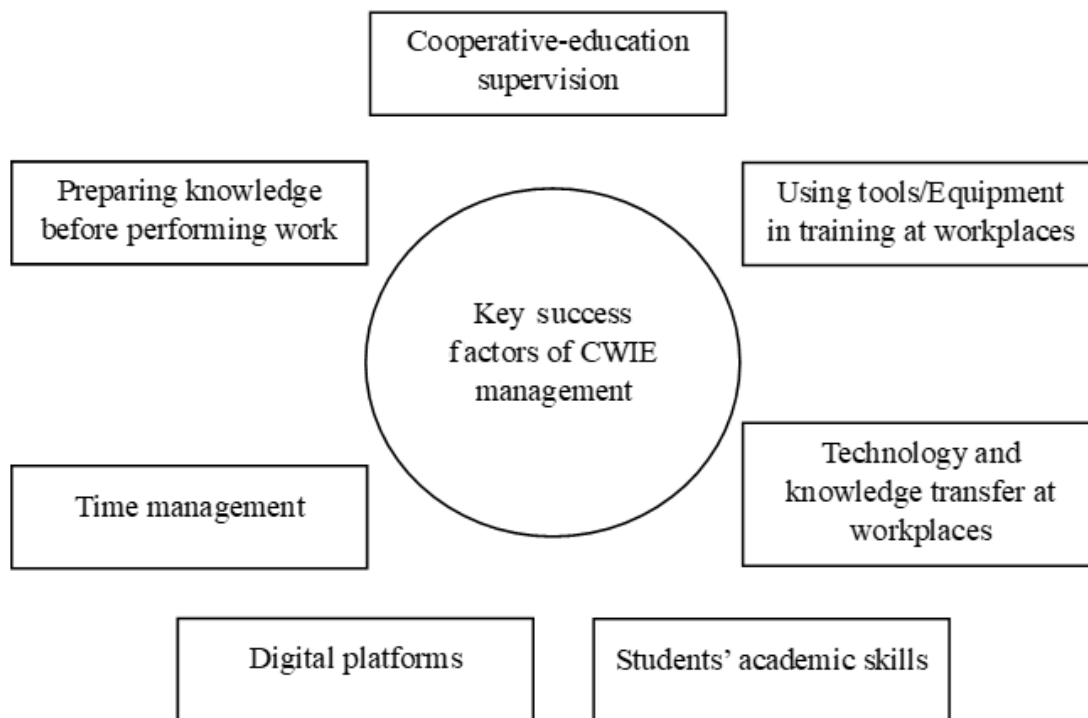 Cooperative-education
supervision
Preparing knowledge
before performing work
Using tools/Equipment
in training at workplaces
Key success
factors of CWIE
management
Time management
Technology and
knowledge transfer at
workplaces
Digital platforms
Students’ academic skills